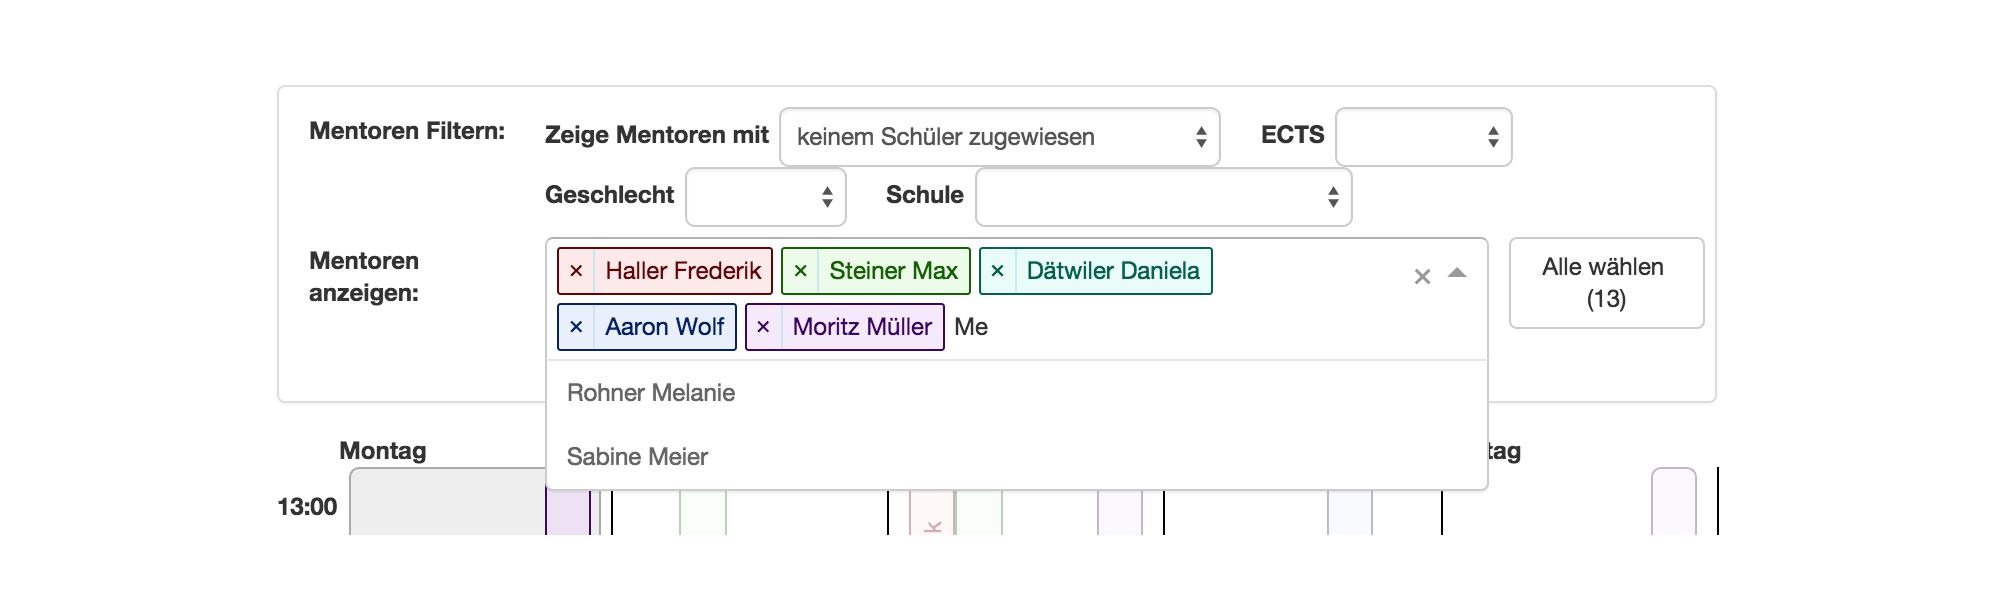 Mentoren Filtern: Zeige Mentoren mit keinem Schüler zugewiesen ECTS
Geschlecht Schule
Mentoren anzeigen:
× Haller Frederik × Steiner Max × Dätwiler Daniela
× Aaron Wolf × Moritz Müller Me
×
Alle wählen
(13)
Rohner Melanie
Sabine Meier
Montag tag
13:00
k